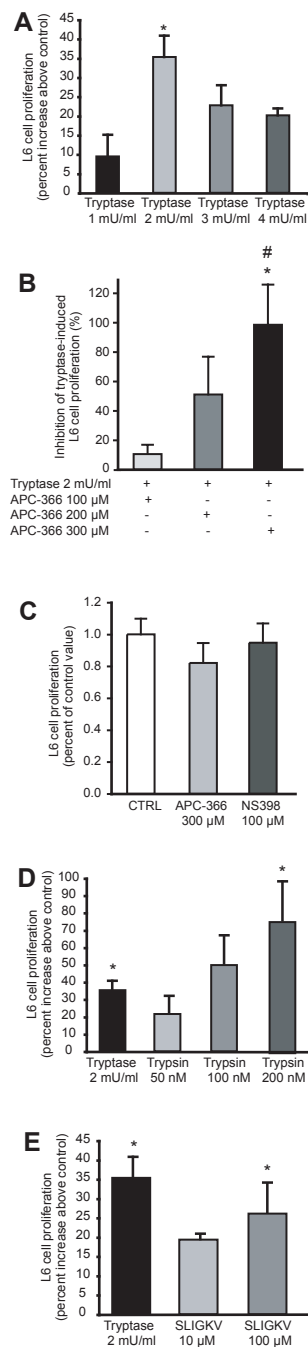 A
L6 cell proliferation
(percent increase above control)
45
40
35
30
25
20
15
10
5
0
*
Tryptase Tryptase Tryptase Tryptase
1 mU/ml 2 mU/ml 3 mU/ml 4 mU/ml
B
Inhibition of tryptase-induced
L6 cell proliferation (%)
120
100
80
60
40
20
0
#
*
Tryptase 2 mU/ml + + +
APC-366 100 µM + - -
APC-366 200 µM - + -
APC-366 300 µM - - +
C
L6 cell proliferation
(percent of control value)
1.2
1.0
0.8
0.6
0.4
0.2
0.0
CTRL APC-366 NS398
300 µM 100 µM
D
L6 cell proliferation
(percent increase above control)
100
90
80
70
60
50
40
30
20
10
0
* *
Tryptase Trypsin Trypsin Trypsin
2 mU/ml 50 nM 100 nM 200 nM
E
L6 cell proliferation
(percent increase above control)
45
40
35
30
25
20
15
10
5
0
* *
Tryptase SLIGKV SLIGKV
2 mU/ml 10 µM 100 µM